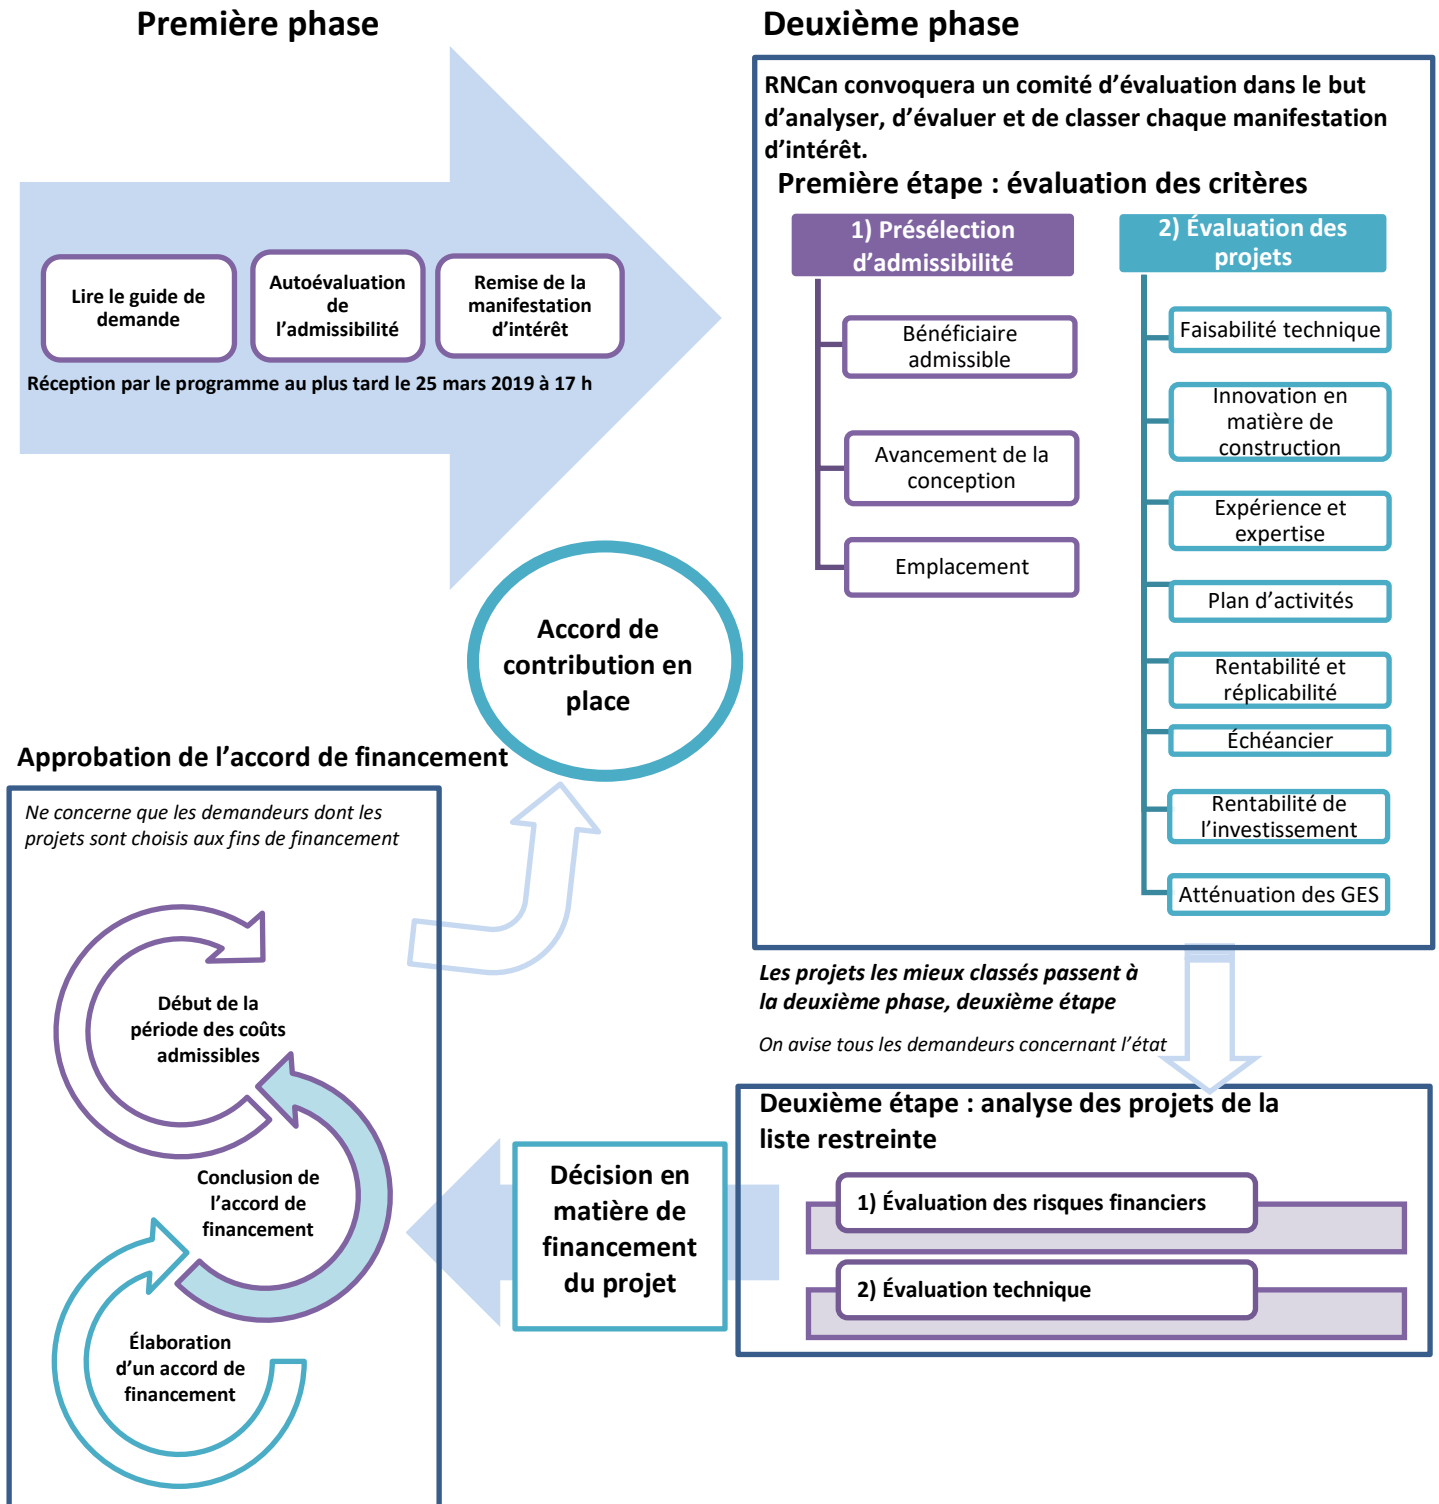 Première phase
Lire le guide de
demande
Autoévaluation
de
l’admissibilité
Remise de la
manifestation
d’intérêt
Réception par le programme au plus tard le 25 mars 2019 à 17 h
Deuxième phase
RNCan convoquera un comité d’évaluation dans le but
d’analyser, d’évaluer et de classer chaque manifestation
d’intérêt.
Première étape : évaluation des critères
1) Présélection
d’admissibilité
Bénéficiaire
admissible
Avancement de la
conception
Emplacement
2) Évaluation des
projets
Faisabilité technique
Innovation en
matière de
construction
Expérience et
expertise
Plan d’activités
Rentabilité et
réplicabilité
Échéancier
Rentabilité de
l’investissement
Atténuation des GES
Les projets les mieux classés passent à
la deuxième phase, deuxième étape
On avise tous les demandeurs concernant l’état
Deuxième étape : analyse des projets de la
liste restreinte
1) Évaluation des risques financiers
2) Évaluation technique
Décision en
matière de
financement
du projet
Approbation de l’accord de financement
Ne concerne que les demandeurs dont les
projets sont choisis aux fins de financement
Début de la
période des coûts
admissibles
Conclusion de
l’accord de
financement
Élaboration
d’un accord de
financement
Accord de
contribution en
place